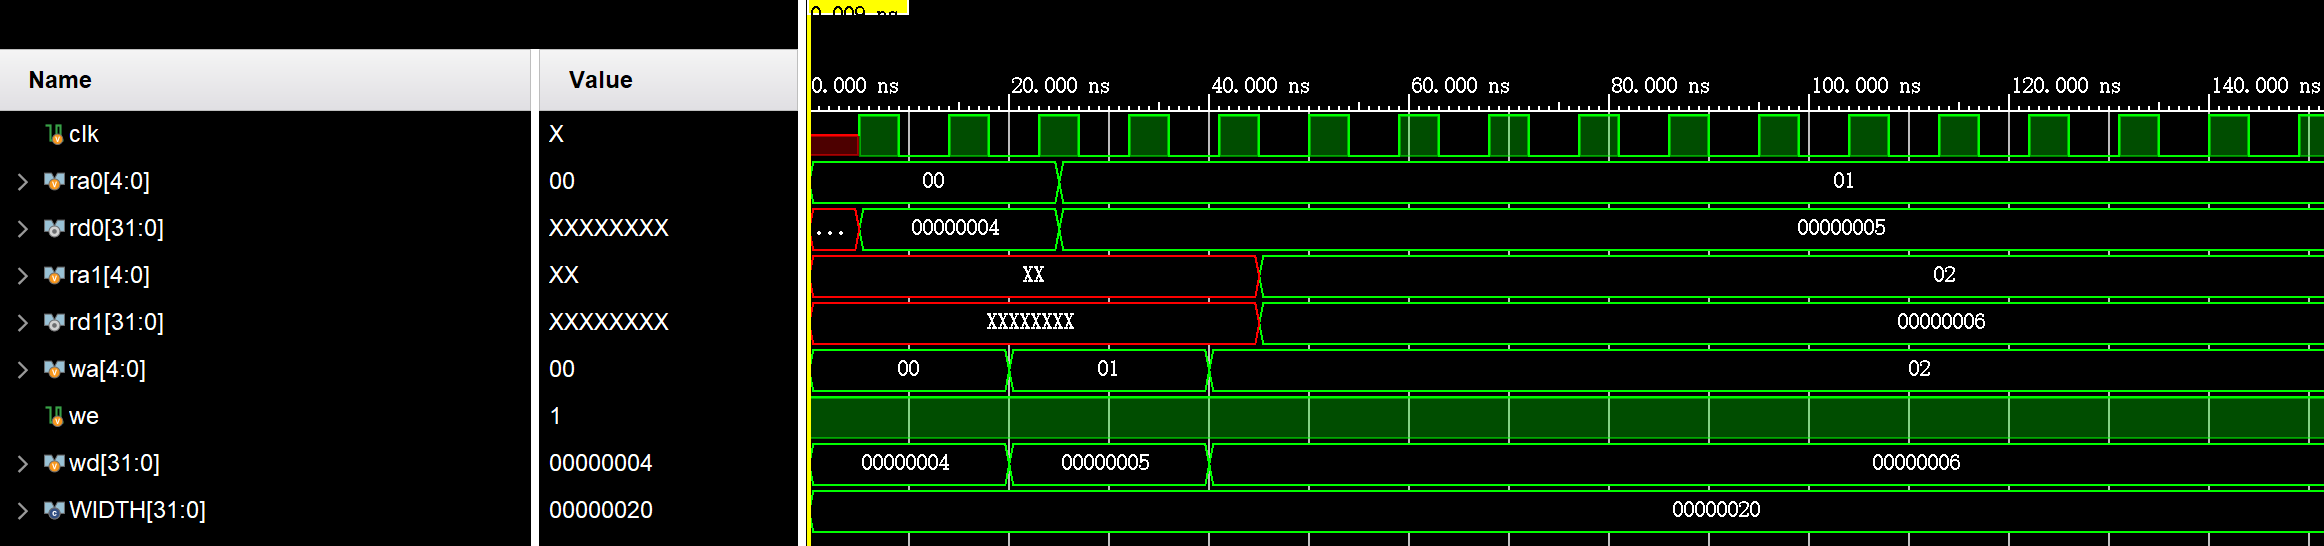 0.009 ns
Name Value
0.000 ns 20.000 ns 40.000 ns 60.000 ns 80.000 ns 100.000 ns 120.000 ns 140.000 ns
clk X
ra0[4:0] 00 00 01
rd0[31:0] XXXXXXXX ... 00000004 00000005
ra1[4:0] XX XX 02
rd1[31:0] XXXXXXXX XXXXXXXX 00000006
wa[4:0] 00 00 01 02
we 1
wd[31:0] 00000004 00000004 00000005 00000006
WIDTH[31:0] 00000020 00000020